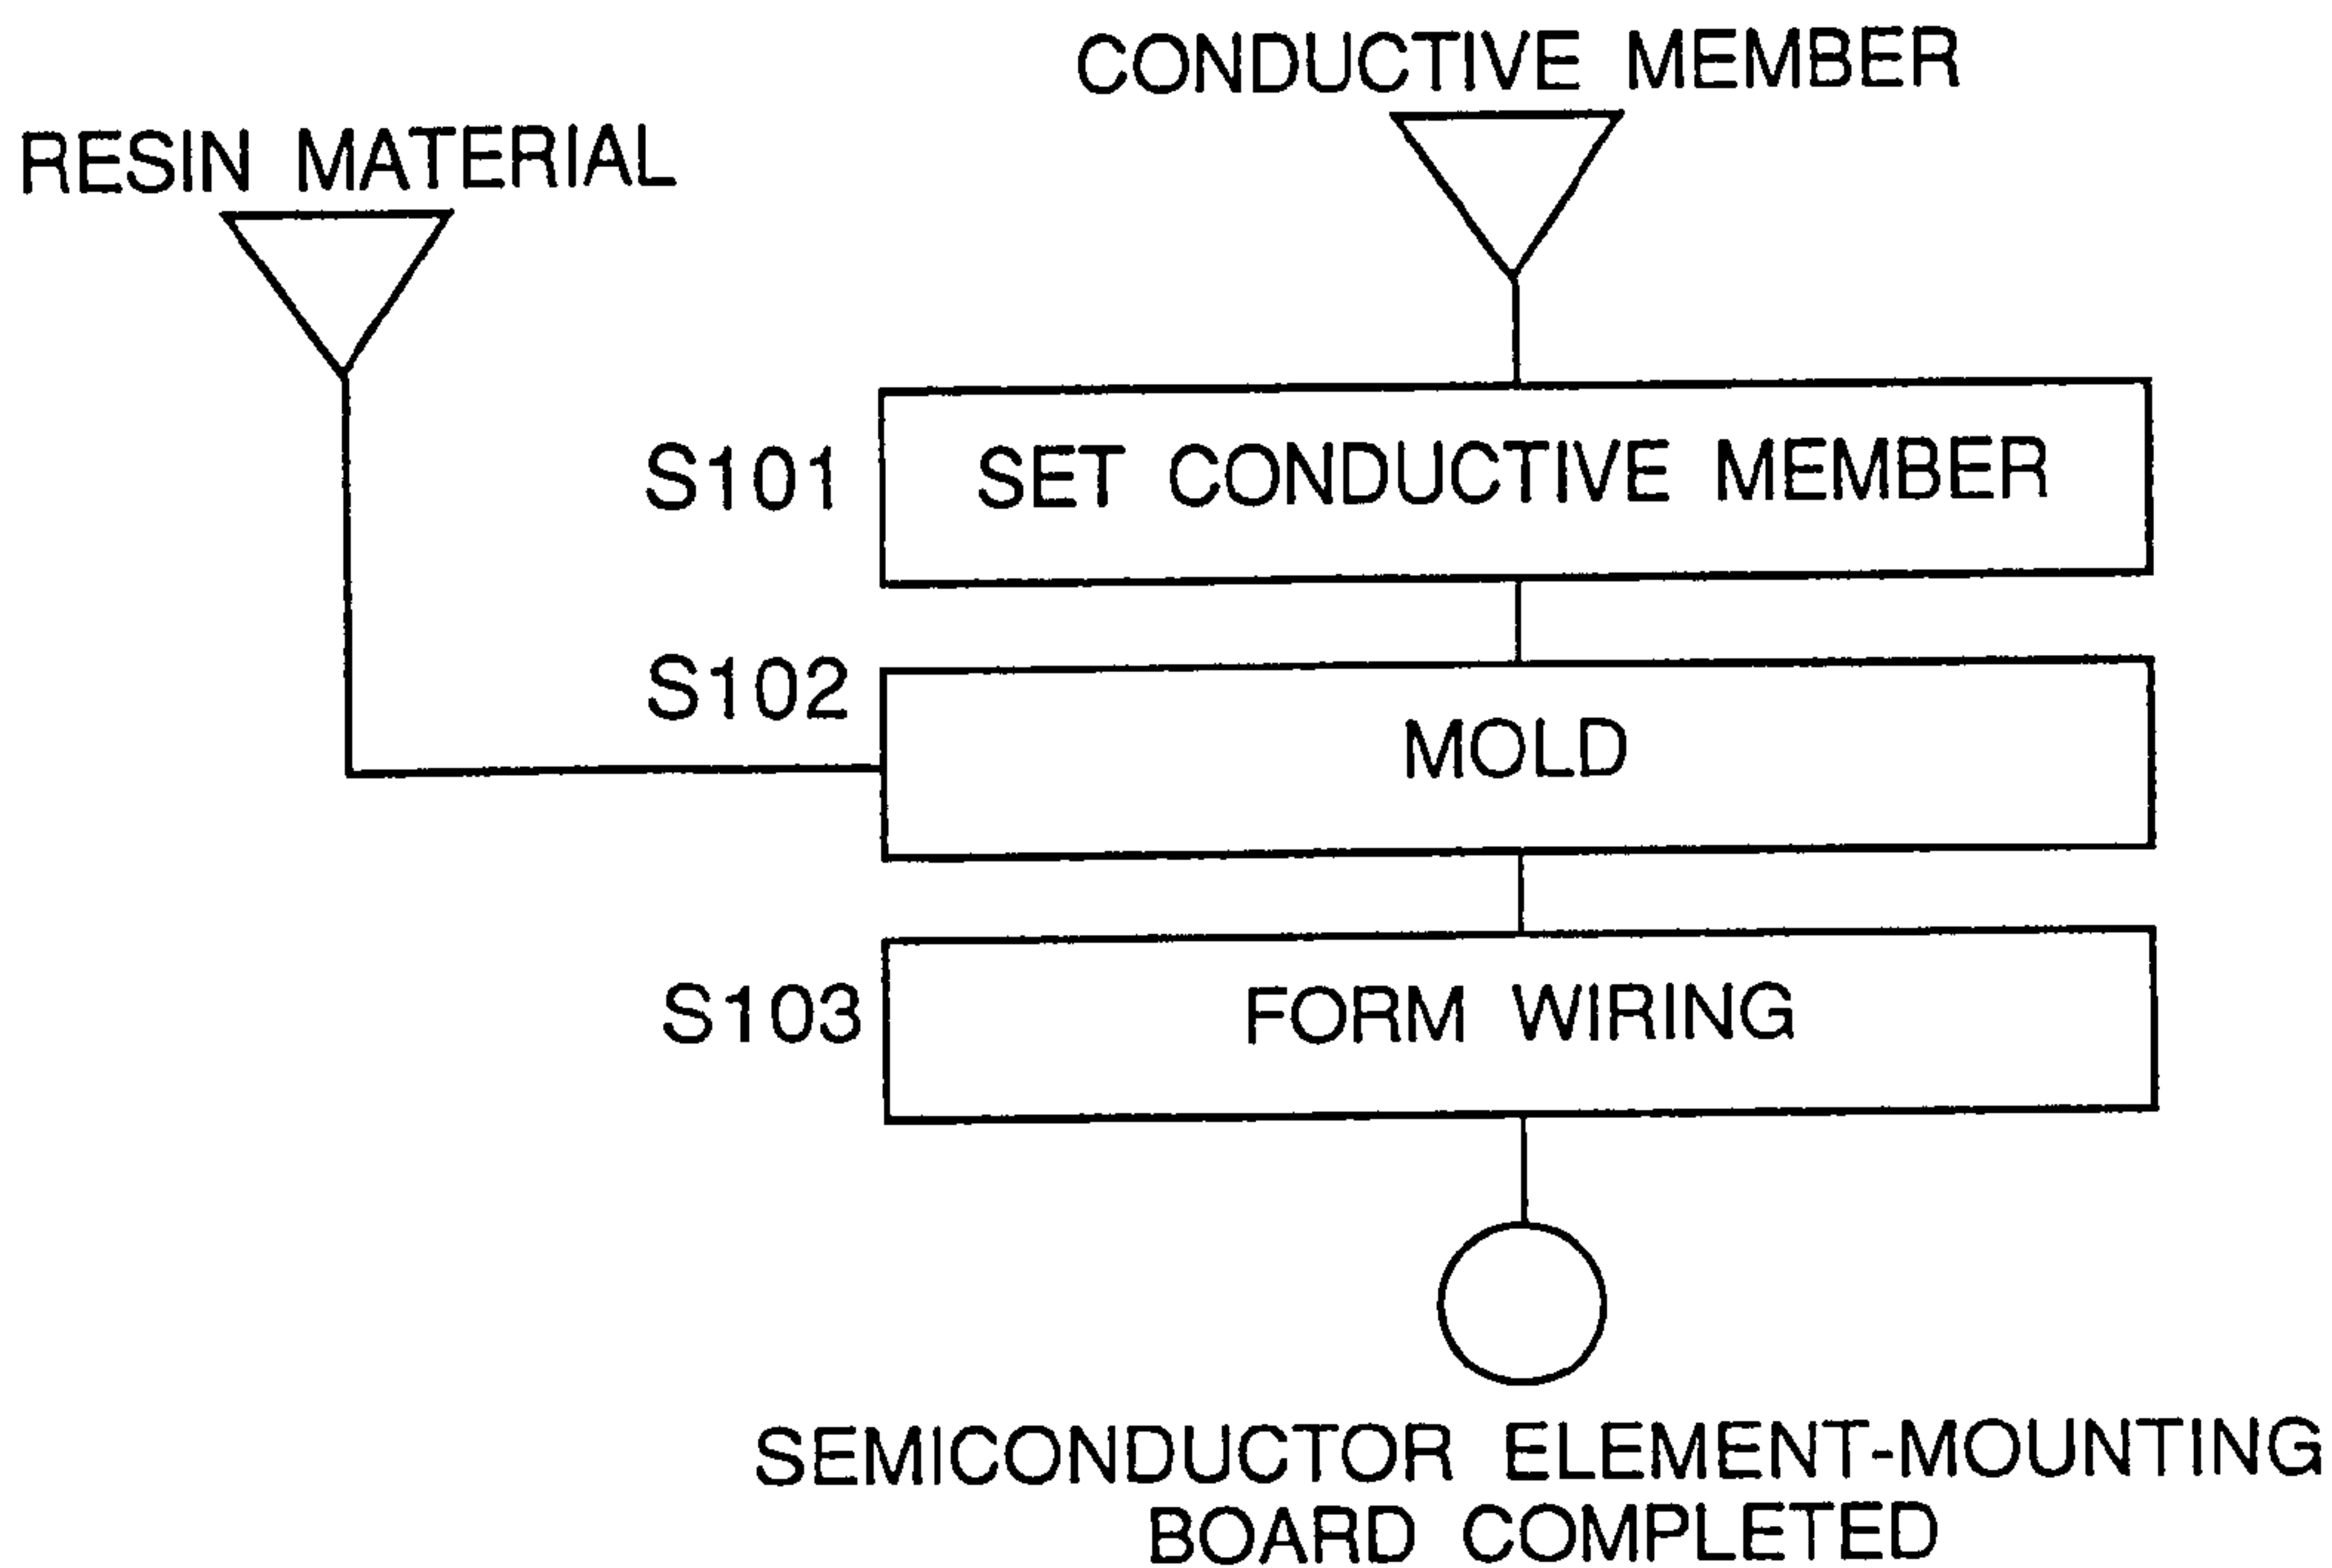 CONDUCTIVE MEMBER
RESIN MATERIAL
S101 SET CONDUCTIVE MEMBER
S102
MOLD
S103 FORM WIRING
SEMICONDUCTOR ELEMENT-MOUNTING
BOARD COMPLETED